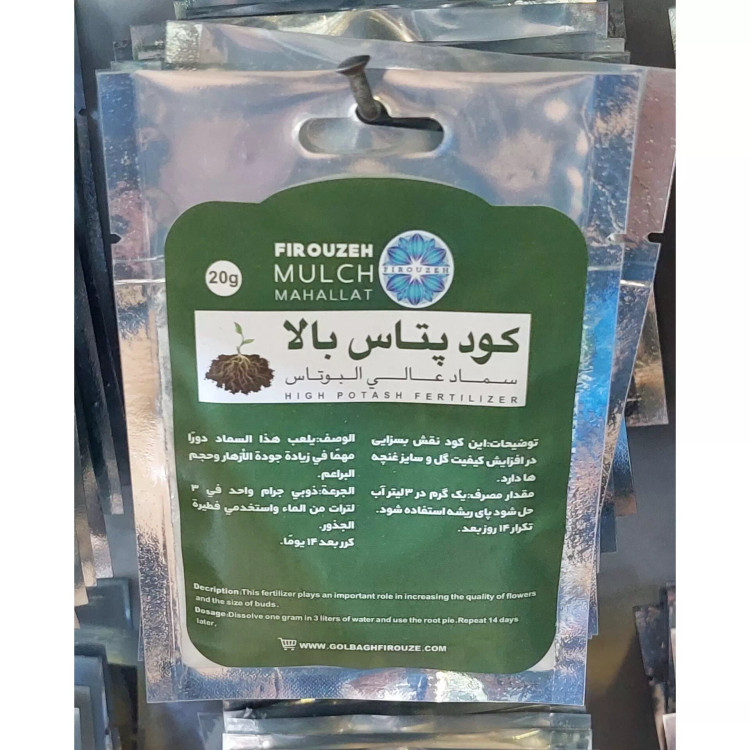 FIROUZEH
MULCH
MAHALLAT
FIROUZEH
20g
کود پتاس بالا
سماد عالي البوتاس
HIGH POTASH FERTILIZER
توضیحات:این کود نقش بسزایی
در افزایش کیفیت گل و سایز غنچه
ها دارد.
مقدار مصرف:یک گرم در ۳ لیتر آب
حل شود پای ریشه استفاده شود.
تکرار ۱۴ روز بعد.
الوصف:يلعب هذا السماد دورًا
مهمًا في زيادة جودة الأزهار وحجم
البراعم.
الجرعة:ذوبي جرام واحد في ۳
لترات من الماء واستخدمي فطيرة
الجذور.
كرر بعد ۱۴ يومًا.
Decription:This fertilizer plays an important role in increasing the quality of flowers
and the size of buds.
Dosage:Dissolve one gram in 3 liters of water and use the root pie.Repeat 14 days
later.
WWW.GOLBAGHFIROUZE.COM